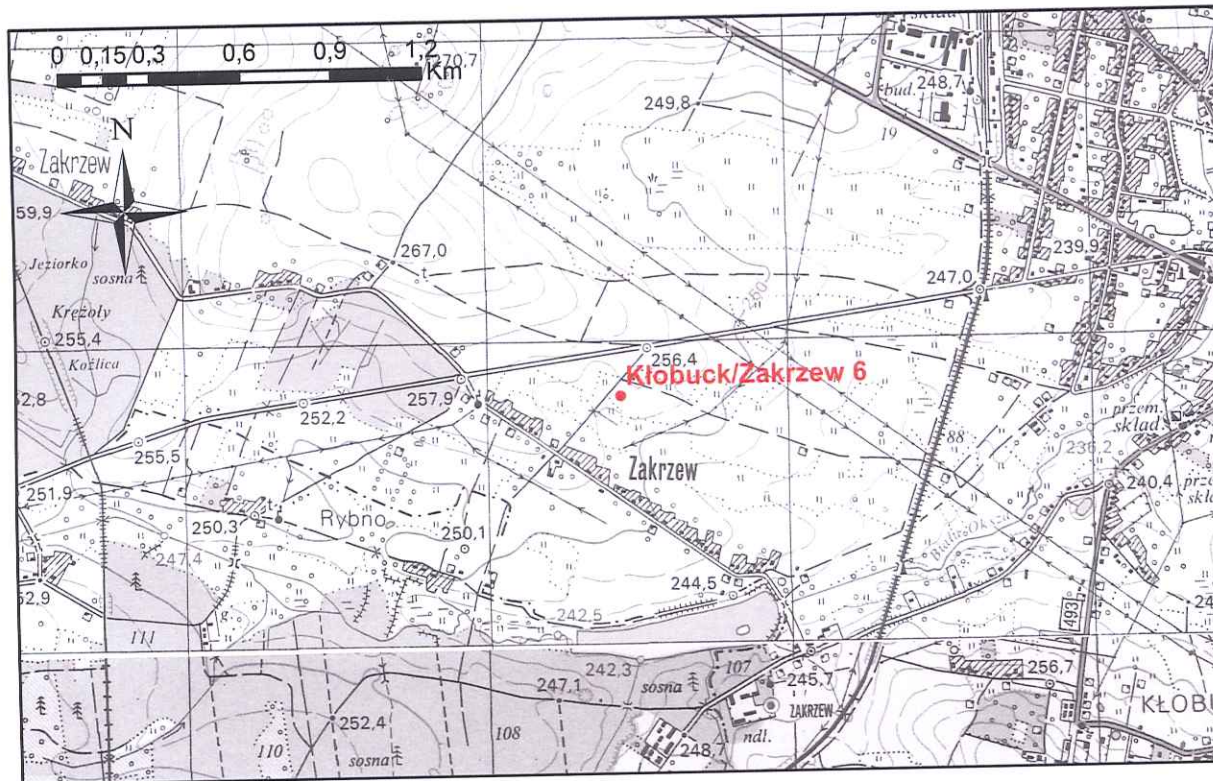 0 0,15 0,3 0,6 0,9 1,2
Km
270.7
N
Zakrzew
59,9
Jeziorko
sosna
Krężoły
255,4
Koźlica
52.8
267,0
t
249,8
19
bud.
248,7
239,9
247,0
256,4
Kłobuck/Zakrzew 6
257,9
252,2
255,5
251,9
250,3
t
Rybno
250,1
247,4
Zakrzew
88
przem.
skład
236,2
240,4
244,5
242,5
52,9
111
g
242,3
107
sosna
245,7
ZAKRZEW
247,1
252,4
110
sosna
108
248,7
ndl.
493
256,7
KŁOBU